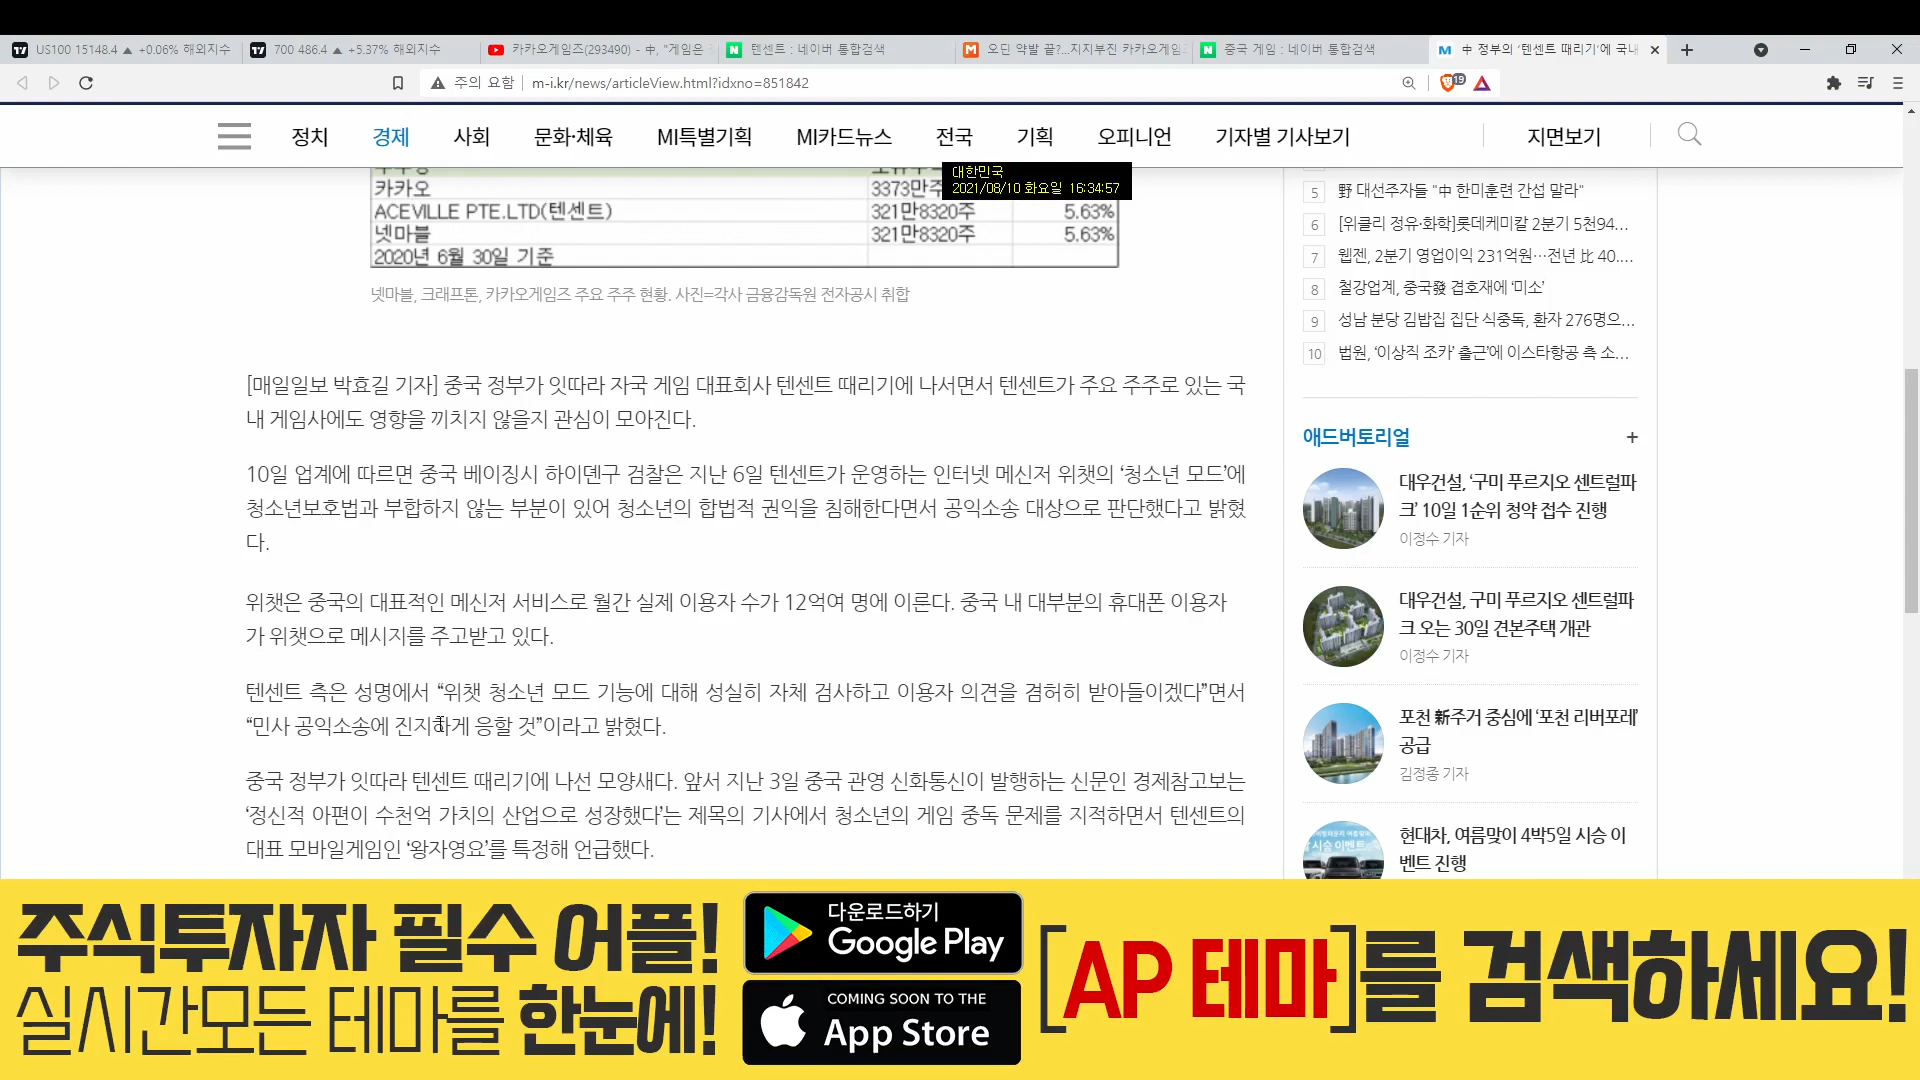 US100 15148.4 ▲ +0.06% 해외지수
700 486.4 ▲ +5.37% 해외지수
카카오게임즈(293490) - 中, "게임은
텐센트 : 네이버 통합검색
오딘 약발 끝?...지지부진 카카오게임
중국 게임 : 네이버 통합검색
中 정부의 '텐센트 때리기'에 국내
주의 요함
m-i.kr/news/articleView.html?idxno=851842
19
정치 경제 사회 문화·체육 MI특별기획 MI카드뉴스 전국 기획 오피니언 기자별 기사보기 지면보기
대한민국
2021/08/10 화요일 16:34:57
카카오 3373만주
ACEVILLE PTE.LTD(텐센트) 321만8320주 5.63%
넷마블 321만8320주 5.63%
2020년 6월 30일 기준
넷마블, 크래프톤, 카카오게임즈 주요 주주 현황. 사진=각사 금융감독원 전자공시 취합
[매일일보 박효길 기자] 중국 정부가 잇따라 자국 게임 대표회사 텐센트 때리기에 나서면서 텐센트가 주요 주주로 있는 국
내 게임사에도 영향을 끼치지 않을지 관심이 모아진다.
10일 업계에 따르면 중국 베이징시 하이뎬구 검찰은 지난 6일 텐센트가 운영하는 인터넷 메신저 위챗의 ‘청소년 모드’에
청소년보호법과 부합하지 않는 부분이 있어 청소년의 합법적 권익을 침해한다면서 공익소송 대상으로 판단했다고 밝혔
다.
위챗은 중국의 대표적인 메신저 서비스로 월간 실제 이용자 수가 12억여 명에 이른다. 중국 내 대부분의 휴대폰 이용자
가 위챗으로 메시지를 주고받고 있다.
텐센트 측은 성명에서 “위챗 청소년 모드 기능에 대해 성실히 자체 검사하고 이용자 의견을 겸허히 받아들이겠다”면서
“민사 공익소송에 진지하게 응할 것”이라고 밝혔다.
중국 정부가 잇따라 텐센트 때리기에 나선 모양새다. 앞서 지난 3일 중국 관영 신화통신이 발행하는 신문인 경제참고보는
‘정신적 아편이 수천억 가치의 산업으로 성장했다’는 제목의 기사에서 청소년의 게임 중독 문제를 지적하면서 텐센트의
대표 모바일게임인 ‘왕자영요’를 특정해 언급했다.
5 野 대선주자들 "中 한미훈련 간섭 말라"
6 [위클리 정유·화학]롯데케미칼 2분기 5천94...
7 웹젠, 2분기 영업이익 231억원…전년 比 40....
8 철강업계, 중국發 겹호재에 ‘미소’
9 성남 분당 김밥집 집단 식중독, 환자 276명으...
10 법원, ‘이상직 조카’ 출근에 이스타항공 측 소...
애드버토리얼 +
대우건설, ‘구미 푸르지오 센트럴파
크’ 10일 1순위 청약 접수 진행
이정수 기자
대우건설, 구미 푸르지오 센트럴파
크 오는 30일 견본주택 개관
이정수 기자
포천 新주거 중심에 ‘포천 리버포레’
공급
김정종 기자
현대차, 여름맞이 4박5일 시승 이
벤트 진행
주식투자자 필수 어플!
실시간모든 테마를 한눈에!
다운로드하기
Google Play
COMING SOON TO THE
App Store
[AP 테마]를 검색하세요!